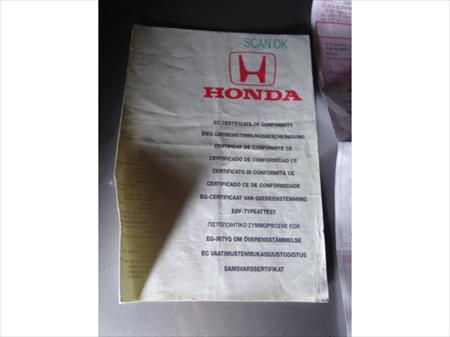 SCAN OK
HONDA
EC CERTIFICATE OF CONFORMITY
EWG-ÜBEREINSTIMMUNGSBESCHEINIGUNG
CERTIFICAT DE CONFORMITÉ CE
CERTIFICADO DE CONFORMIDAD CE
CERTIFICATO DI CONFORMITÀ CE
CERTIFICADO CE DE CONFORMIDADE
EG-CERTIFICAAT VAN OVEREENSTEMMING
EØF-TYPEATTEST
ΠΙΣΤΟΠΟΙΗΤΙΚΟ ΣΥΜΜΟΡΦΩΣΗΣ ΕΟΚ
EG-INTYG OM ÖVERENSSTÄMMELSE
EC VAATIMUSTENMUKAISUUSTODISTUS
SAMSVARSSERTIFIKAT